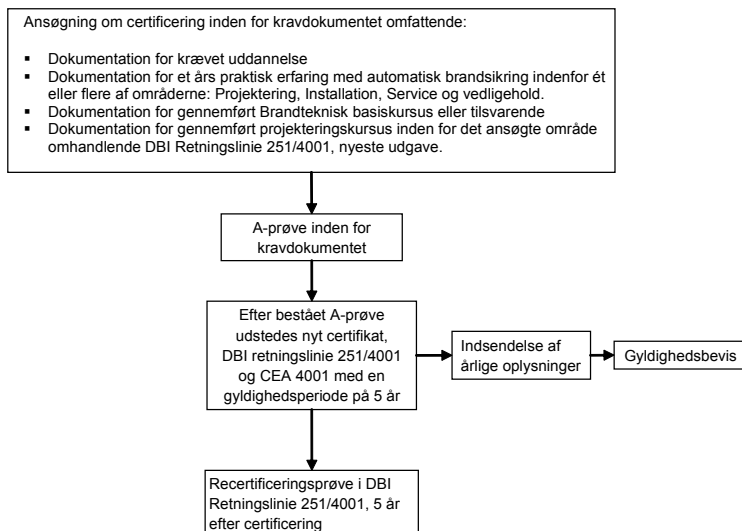 Ansøgning om certificering inden for kravdokumentet omfattende:
▪ Dokumentation for krævet uddannelse
▪ Dokumentation for et års praktisk erfaring med automatisk brandsikring indenfor ét
eller flere af områderne: Projektering, Installation, Service og vedligehold.
▪ Dokumentation for gennemført Brandteknisk basiskursus eller tilsvarende
▪ Dokumentation for gennemført projekteringskursus inden for det ansøgte område
omhandlende DBI Retningslinie 251/4001, nyeste udgave.
A-prøve inden for
kravdokumentet
Efter bestået A-prøve
udstedes nyt certifikat,
DBI retningslinie 251/4001
og CEA 4001 med en
gyldighedsperiode på 5 år
Indsendelse af
årlige oplysninger
Gyldighedsbevis
Recertificeringsprøve i DBI
Retningslinie 251/4001, 5 år
efter certificering